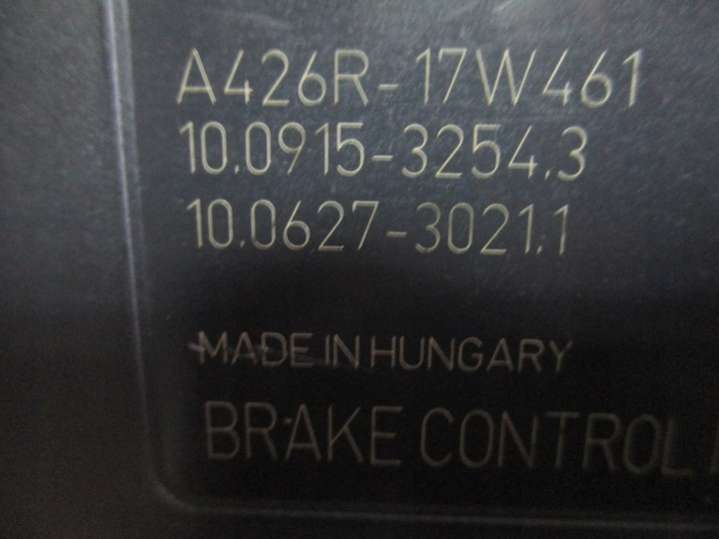 A426R-17W461
10.0915-3254.3
10.0627-3021.1
MADE IN HUNGARY
BRAKE CONTROL